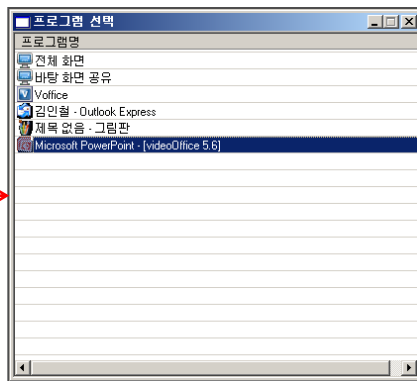 프로그램 선택
프로그램명
전체 화면
바탕 화면 공유
Voffice
김인철 - Outlook Express
제목 없음 - 그림판
Microsoft PowerPoint - [videoOffice 5.6]